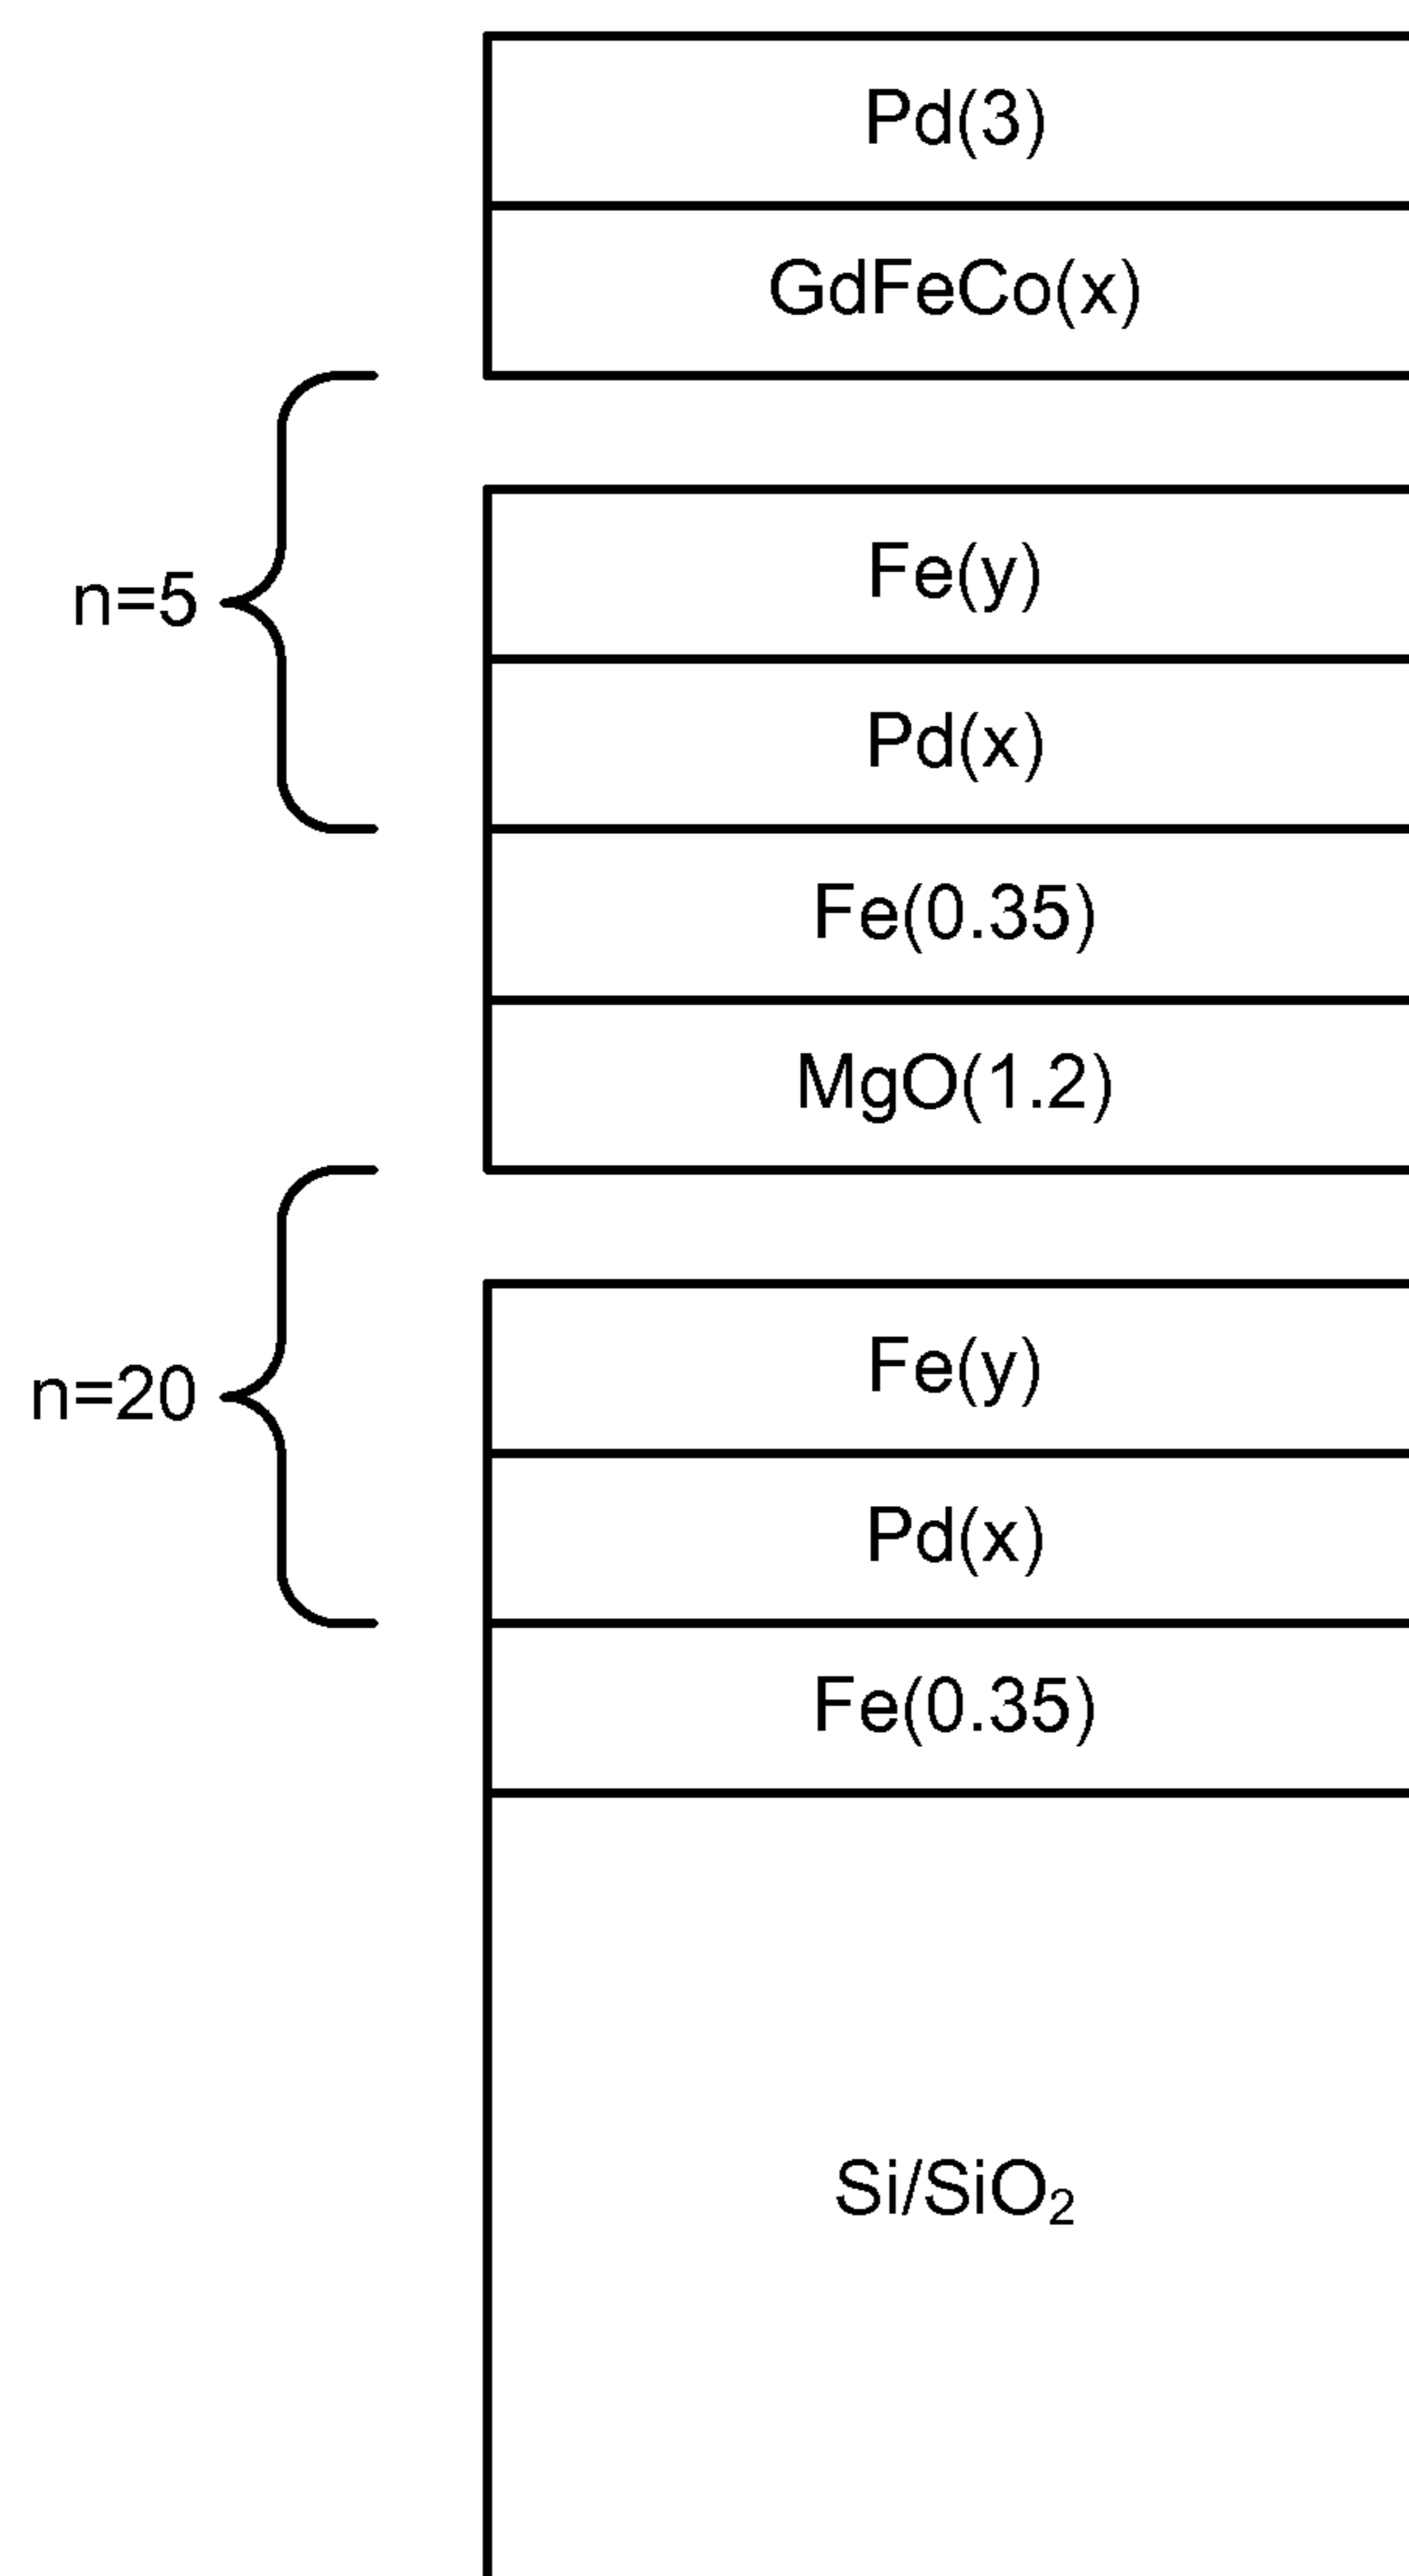 Pd(3)
GdFeCo(x)
n=5
Fe(y)
Pd(x)
Fe(0.35)
MgO(1.2)
n=20
Fe(y)
Pd(x)
Fe(0.35)
Si/SiO₂